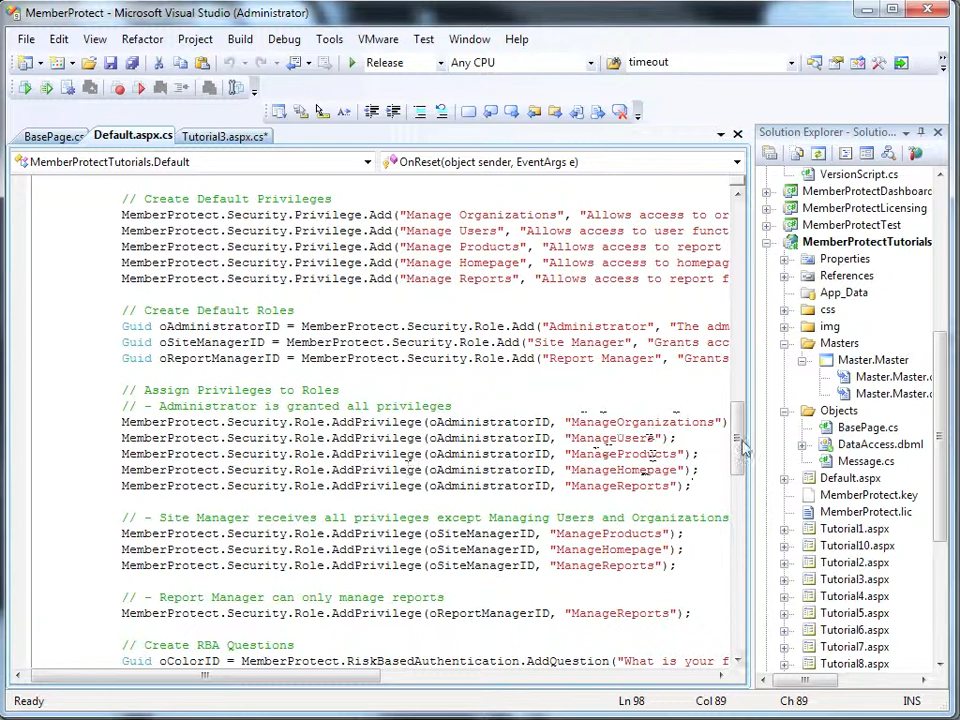 MemberProtect - Microsoft Visual Studio (Administrator)
File Edit View Refactor Project Build Debug Tools VMware Test Window Help
Release Any CPU timeout
BasePage.cs Default.aspx.cs Tutorial3.aspx.cs*
MemberProtectTutorials.Default OnReset(object sender, EventArgs e)
// Create Default Privileges
MemberProtect.Security.Privilege.Add("Manage Organizations", "Allows access to or
MemberProtect.Security.Privilege.Add("Manage Users", "Allows access to user funct
MemberProtect.Security.Privilege.Add("Manage Products", "Allows access to report
MemberProtect.Security.Privilege.Add("Manage Homepage", "Allows access to homepag
MemberProtect.Security.Privilege.Add("Manage Reports", "Allows access to report f
// Create Default Roles
Guid oAdministratorID = MemberProtect.Security.Role.Add("Administrator", "The adm
Guid oSiteManagerID = MemberProtect.Security.Role.Add("Site Manager", "Grants acc
Guid oReportManagerID = MemberProtect.Security.Role.Add("Report Manager", "Grants
// Assign Privileges to Roles
// - Administrator is granted all privileges
MemberProtect.Security.Role.AddPrivilege(oAdministratorID, "ManageOrganizations")
MemberProtect.Security.Role.AddPrivilege(oAdministratorID, "ManageUsers");
MemberProtect.Security.Role.AddPrivilege(oAdministratorID, "ManageProducts");
MemberProtect.Security.Role.AddPrivilege(oAdministratorID, "ManageHomepage");
MemberProtect.Security.Role.AddPrivilege(oAdministratorID, "ManageReports");
// - Site Manager receives all privileges except Managing Users and Organizations
MemberProtect.Security.Role.AddPrivilege(oSiteManagerID, "ManageProducts");
MemberProtect.Security.Role.AddPrivilege(oSiteManagerID, "ManageHomepage");
MemberProtect.Security.Role.AddPrivilege(oSiteManagerID, "ManageReports");
// - Report Manager can only manage reports
MemberProtect.Security.Role.AddPrivilege(oReportManagerID, "ManageReports");
// Create RBA Questions
Guid oColorID = MemberProtect.RiskBasedAuthentication.AddQuestion("What is your f
Solution Explorer - Solutio...
VersionScript.cs
MemberProtectDashboard
MemberProtectLicensing
MemberProtectTest
MemberProtectTutorials
Properties
References
App_Data
css
img
Masters
Master.Master
Master.Master.c
Master.Master.c
Objects
BasePage.cs
DataAccess.dbml
Message.cs
Default.aspx
MemberProtect.key
MemberProtect.lic
Tutorial1.aspx
Tutorial10.aspx
Tutorial2.aspx
Tutorial3.aspx
Tutorial4.aspx
Tutorial5.aspx
Tutorial6.aspx
Tutorial7.aspx
Tutorial8.aspx
Ready Ln 98 Col 89 Ch 89 INS